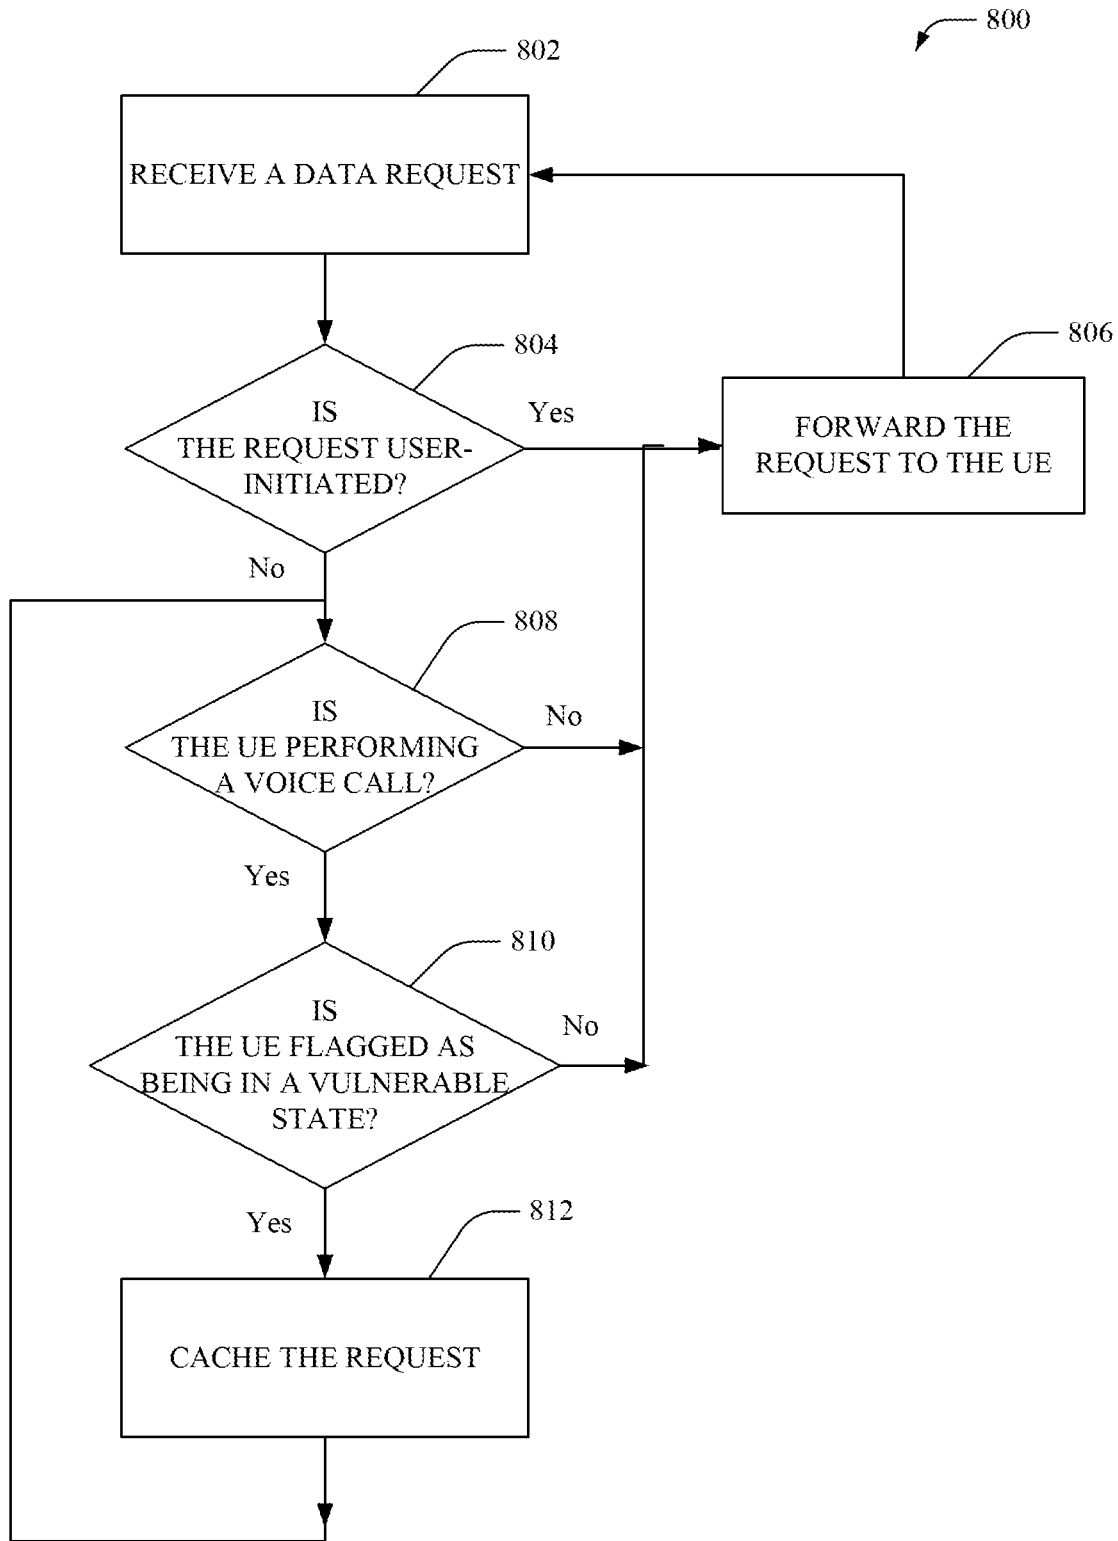 800
802
RECEIVE A DATA REQUEST
804
IS
THE REQUEST USER-
INITIATED?
Yes
806
FORWARD THE
REQUEST TO THE UE
No
808
IS
THE UE PERFORMING
A VOICE CALL?
No
Yes
810
IS
THE UE FLAGGED AS
BEING IN A VULNERABLE
STATE?
No
Yes
812
CACHE THE REQUEST